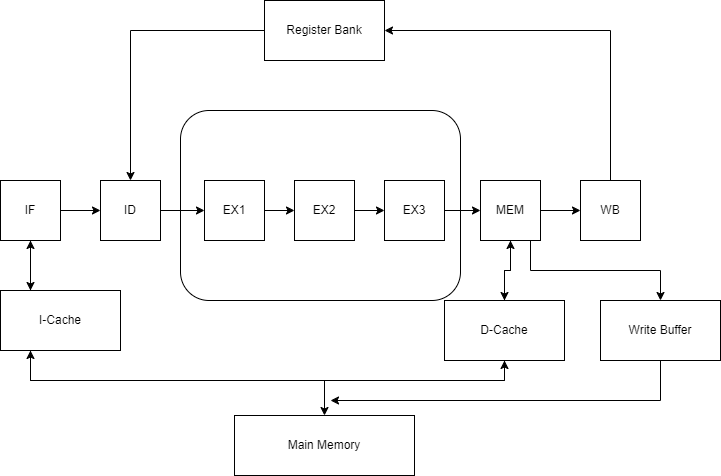 Register Bank
IF
ID
EX1
EX2
EX3
MEM
WB
I-Cache
D-Cache
Write Buffer
Main Memory